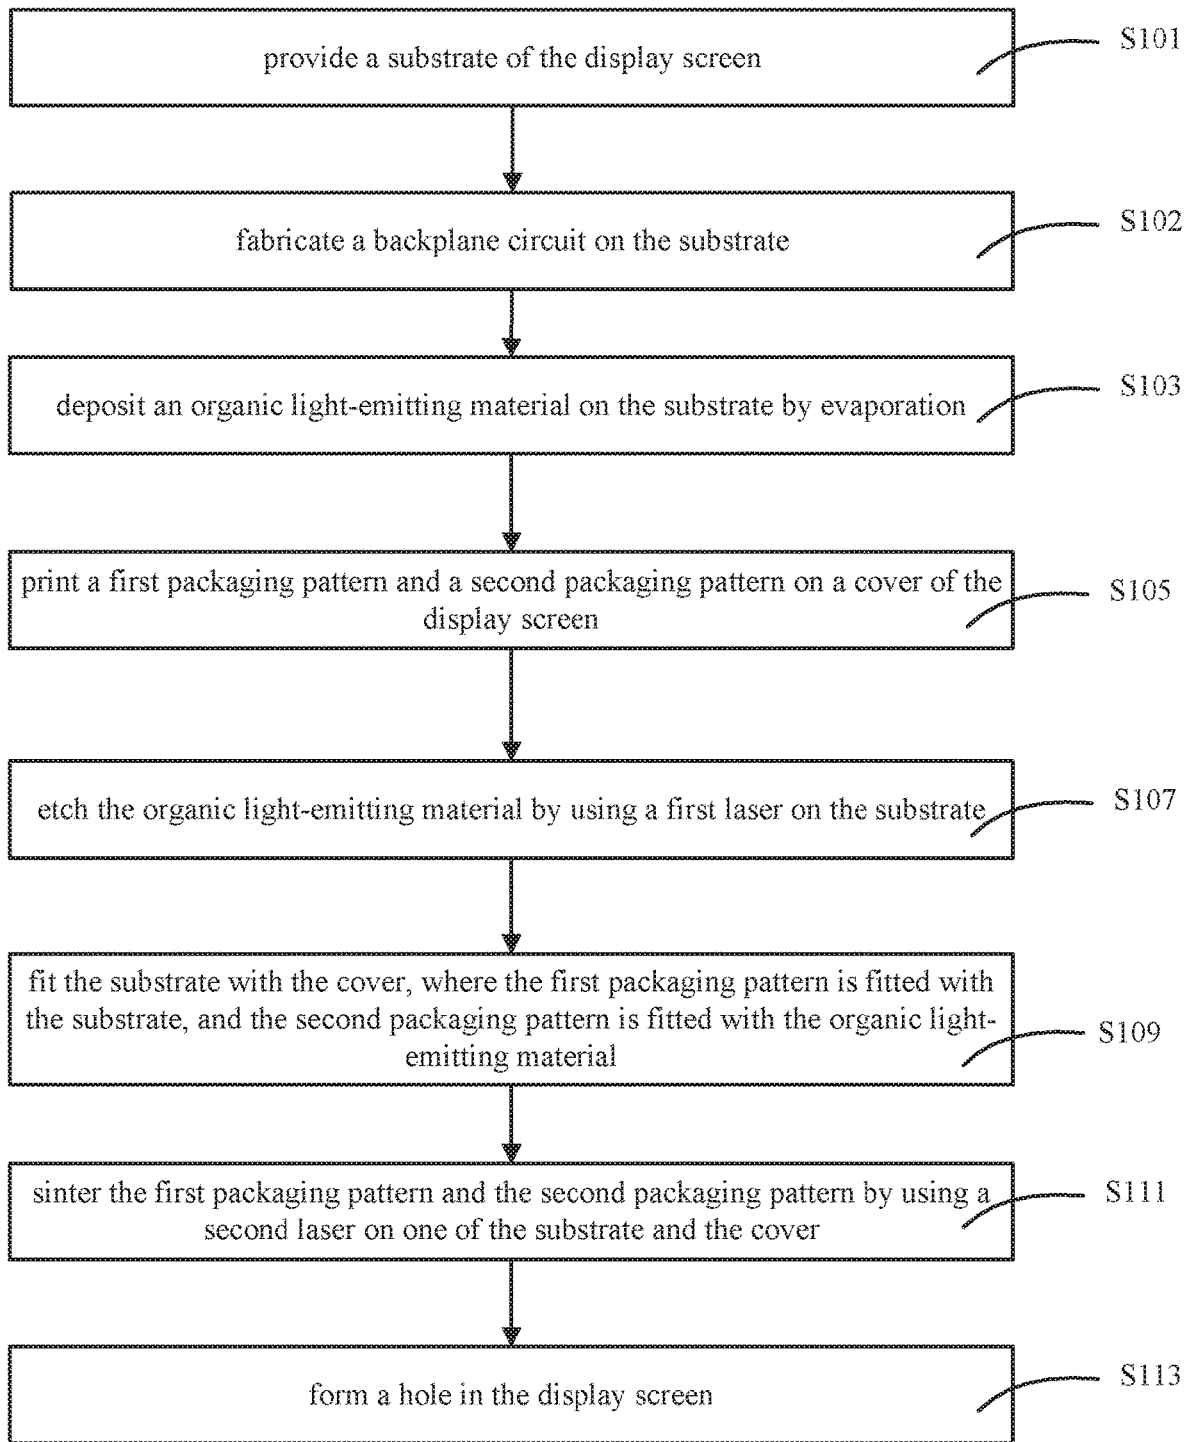 provide a substrate of the display screen
S101
fabricate a backplane circuit on the substrate
S102
deposit an organic light-emitting material on the substrate by evaporation
S103
print a first packaging pattern and a second packaging pattern on a cover of the
display screen
S105
etch the organic light-emitting material by using a first laser on the substrate
S107
fit the substrate with the cover, where the first packaging pattern is fitted with
the substrate, and the second packaging pattern is fitted with the organic light-
emitting material
S109
sinter the first packaging pattern and the second packaging pattern by using a
second laser on one of the substrate and the cover
S111
form a hole in the display screen
S113